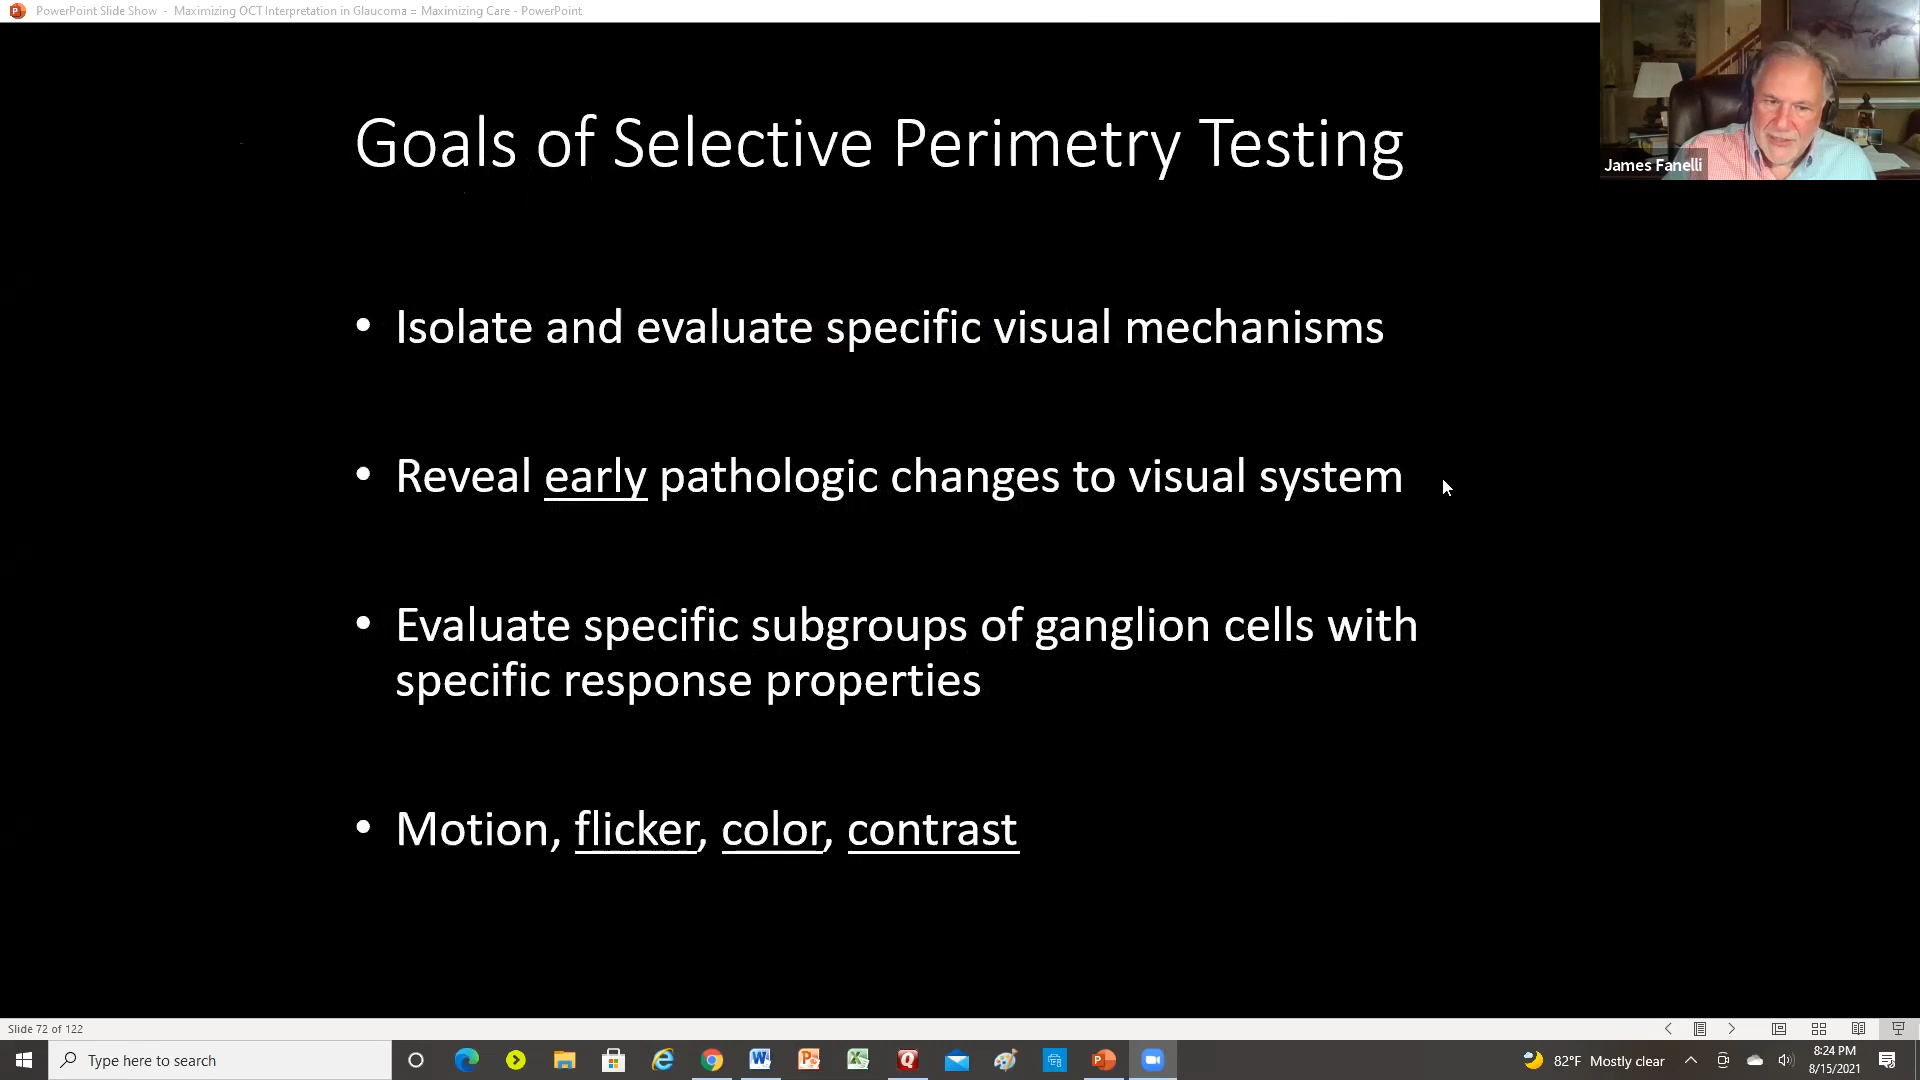 PowerPoint Slide Show - Maximizing OCT Interpretation in Glaucoma = Maximizing Care - PowerPoint
James Fanelli
Goals of Selective Perimetry Testing
• Isolate and evaluate specific visual mechanisms
• Reveal early pathologic changes to visual system
• Evaluate specific subgroups of ganglion cells with
specific response properties
• Motion, flicker, color, contrast
Slide 72 of 122
Type here to search
82°F Mostly clear
8:24 PM
8/15/2021